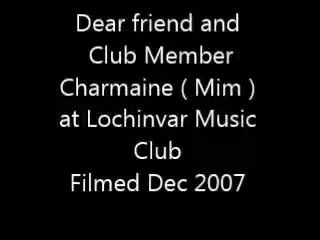 Dear friend and
Club Member
Charmaine ( Mim )
at Lochinvar Music
Club
Filmed Dec 2007